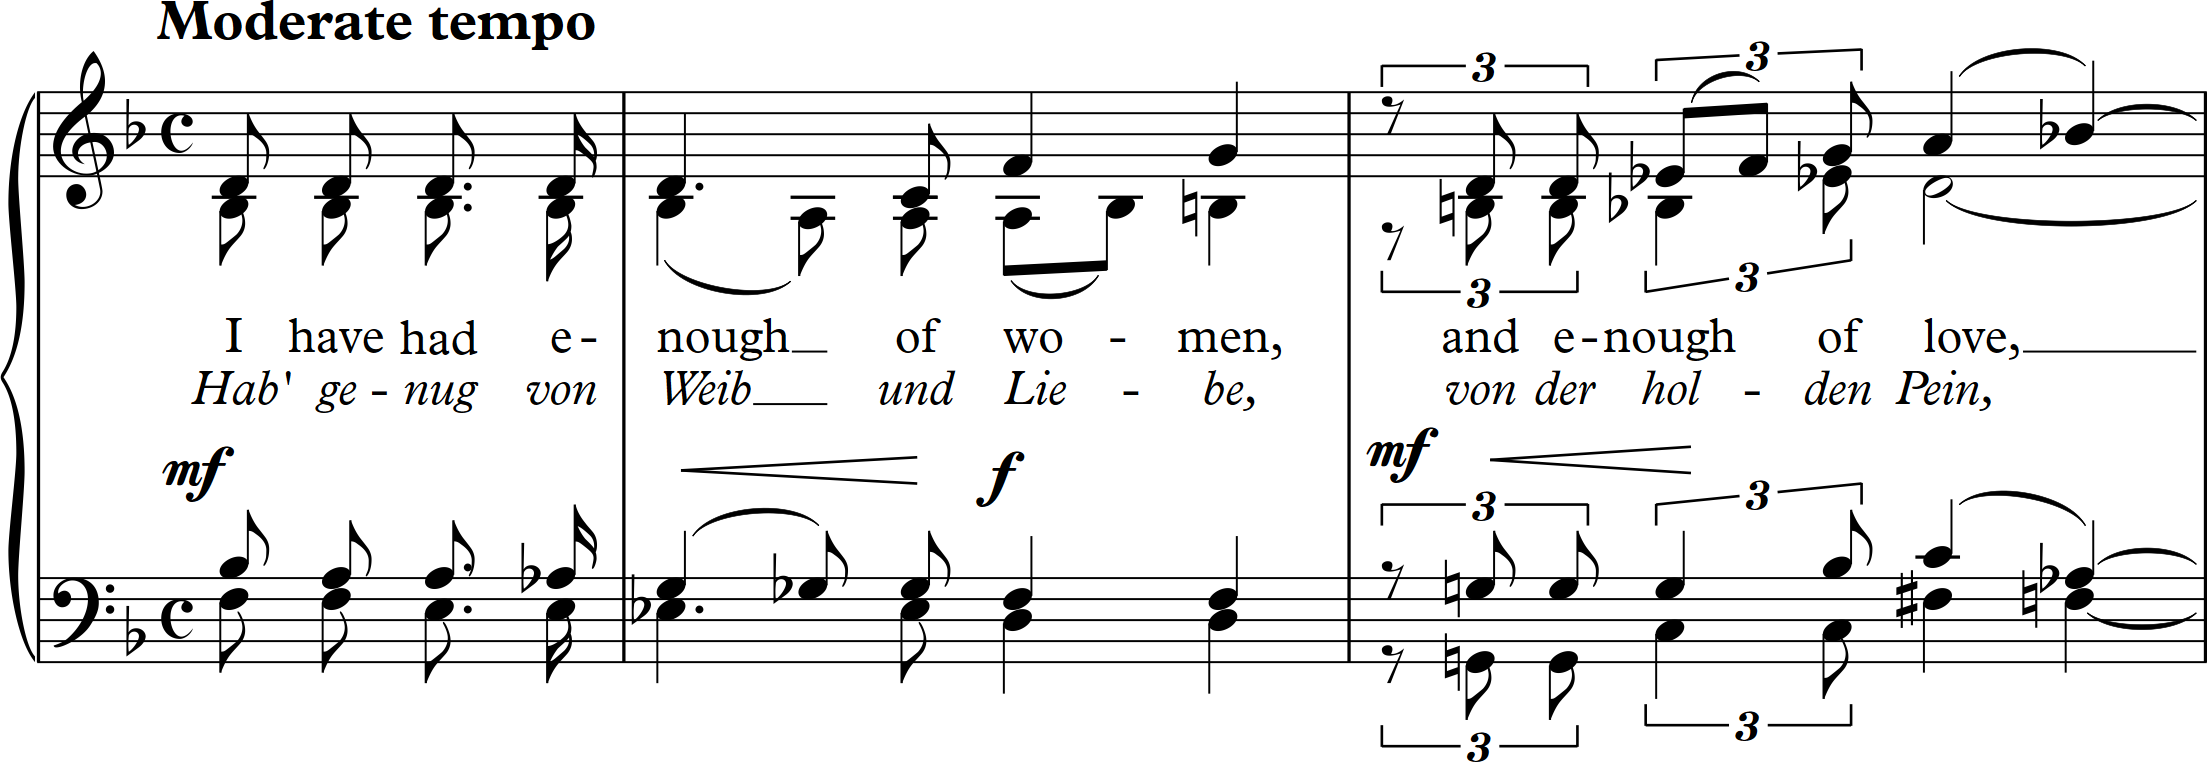 Moderate tempo
3 3
3 3
I have had e - nough of wo - men, and e - nough of love,
Hab' ge - nug von Weib und Lie - be, von der hol - den Pein,
mf f mf
3 3
3 3